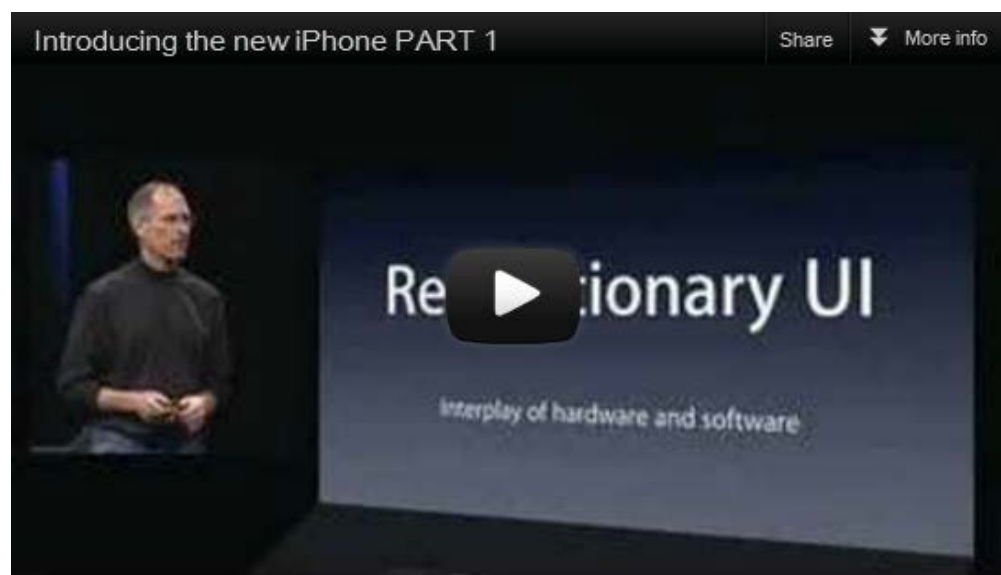 Introducing the new iPhone PART 1
Share
More info
UI
Interplay of hardware and software